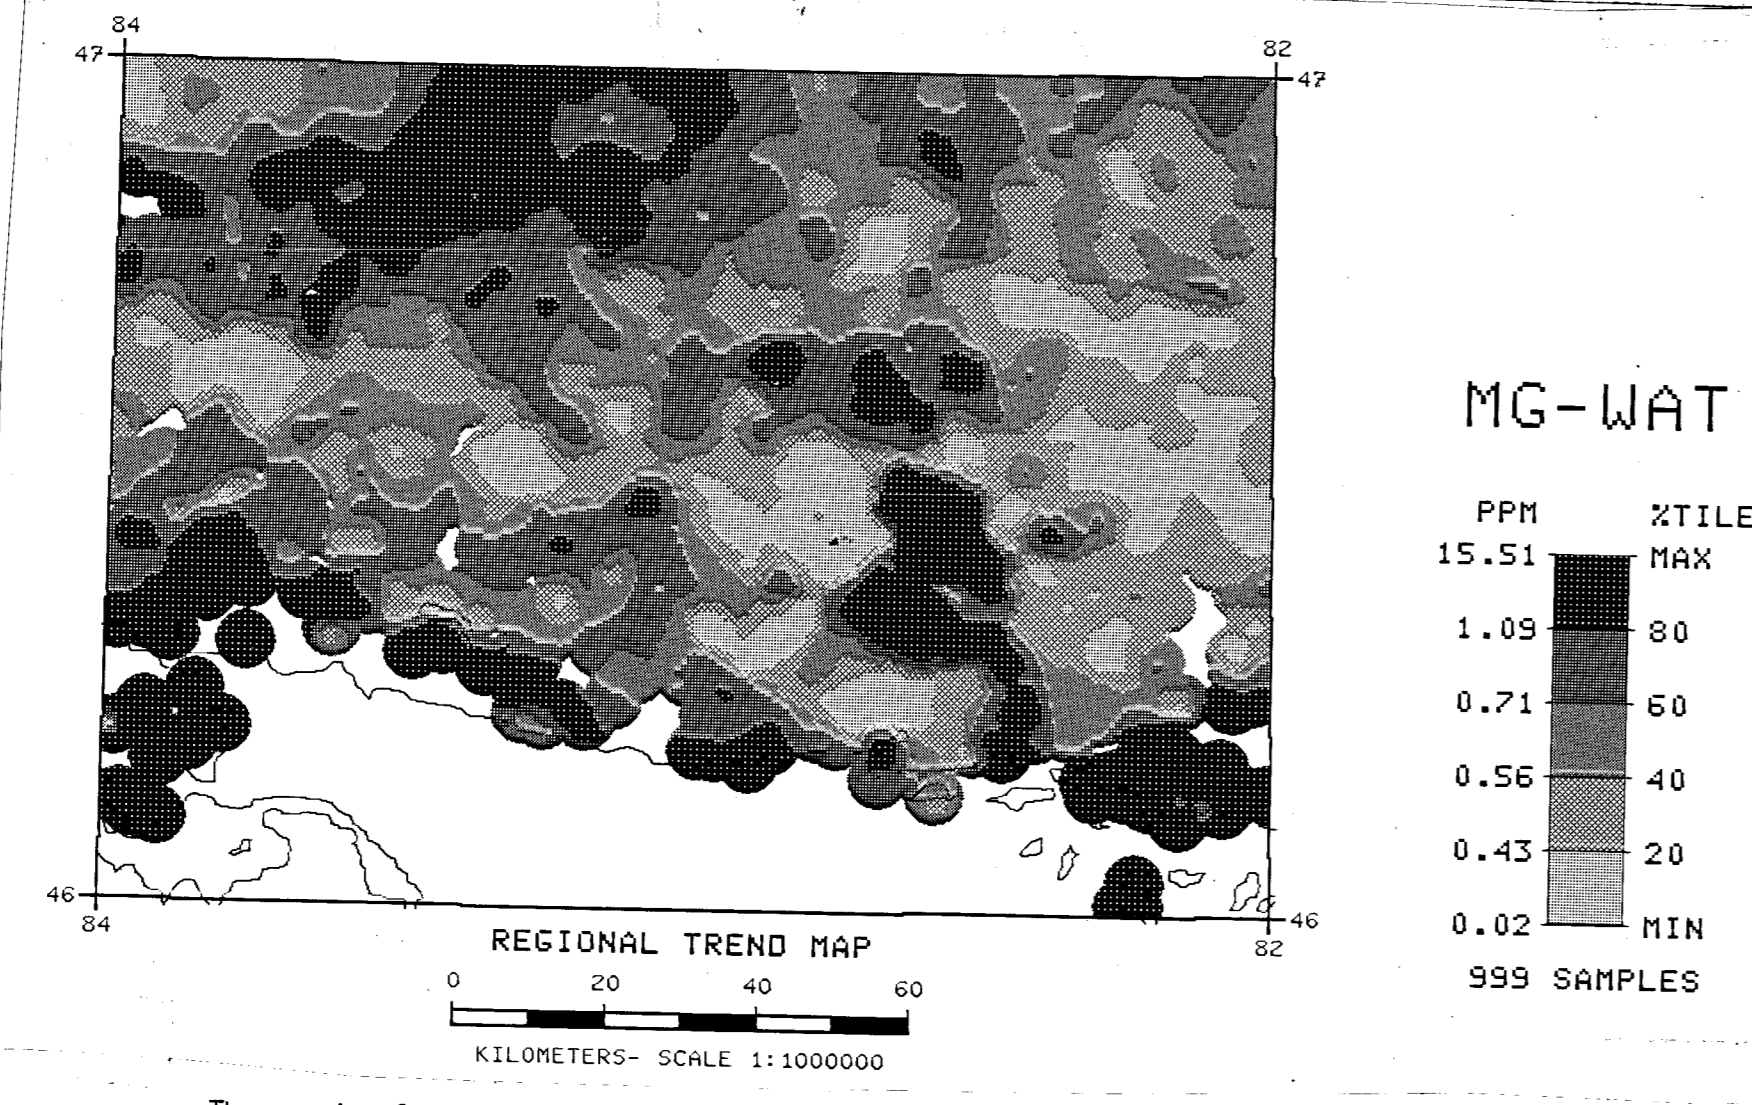 84
47
82
47
MG-WAT
PPM %TILE
15.51 MAX
1.09 80
0.71 60
0.56 40
0.43 20
0.02 MIN
999 SAMPLES
46
84
46
82
REGIONAL TREND MAP
0 20 40 60
KILOMETERS- SCALE 1:1000000